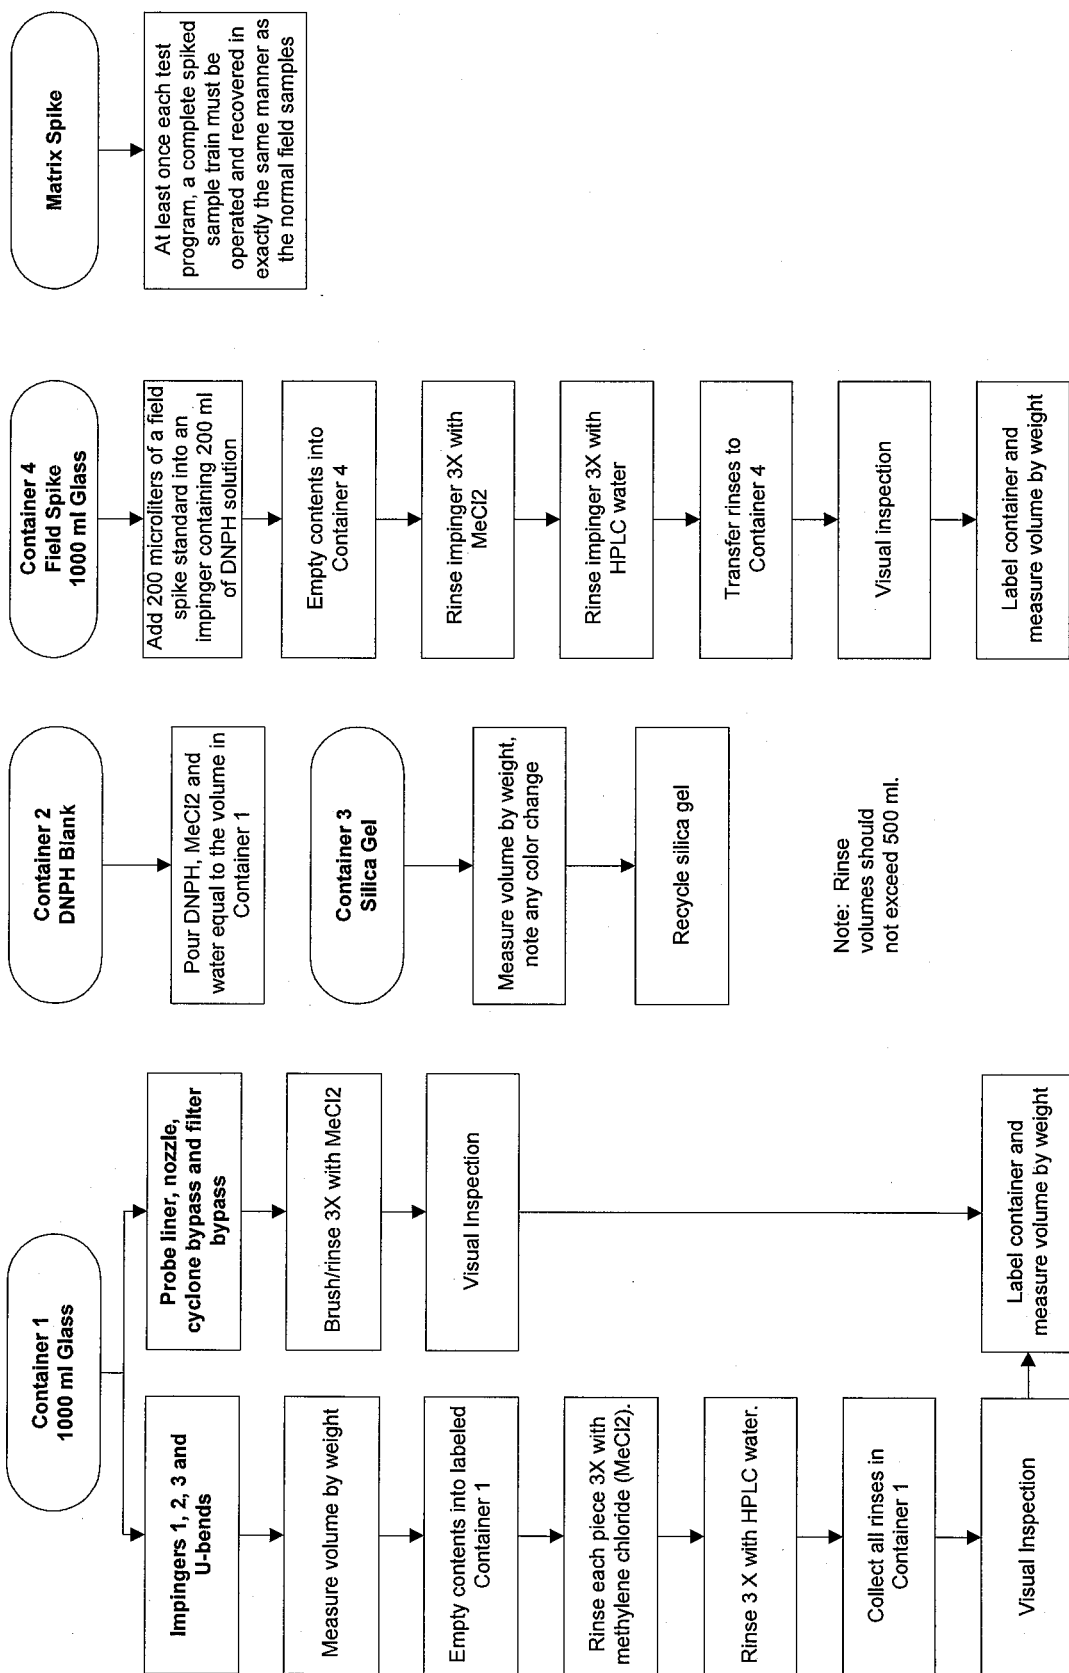 Container 1
1000 ml Glass
Impingers 1, 2, 3 and
U-bends
Measure volume by weight
Empty contents into labeled
Container 1
Rinse each piece 3X with
methylene chloride (MeCl2).
Rinse 3 X with HPLC water.
Collect all rinses in
Container 1
Visual Inspection
Probe liner, nozzle,
cyclone bypass and filter
bypass
Brush/rinse 3X with MeCl2
Visual Inspection
Label container and
measure volume by weight
Container 2
DNPH Blank
Pour DNPH, MeCl2 and
water equal to the volume in
Container 1
Container 3
Silica Gel
Measure volume by weight,
note any color change
Recycle silica gel
Note: Rinse
volumes should
not exceed 500 ml.
Container 4
Field Spike
1000 ml Glass
Add 200 microliters of a field
spike standard into an
impinger containing 200 ml
of DNPH solution
Empty contents into
Container 4
Rinse impinger 3X with
MeCl2
Rinse impinger 3X with
HPLC water
Transfer rinses to
Container 4
Visual inspection
Label container and
measure volume by weight
Matrix Spike
At least once each test
program, a complete spiked
sample train must be
operated and recovered in
exactly the same manner as
the normal field samples